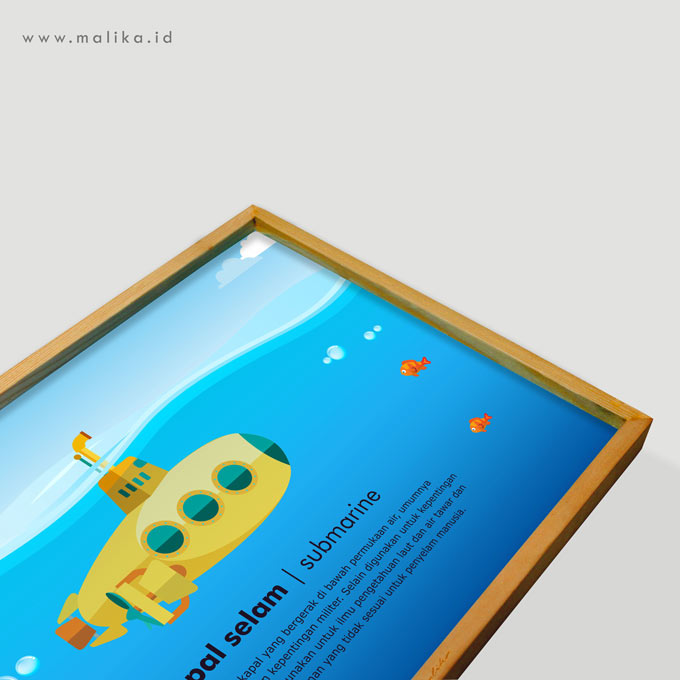 www.malika.id
pal selam | submarine
kapal yang bergerak di bawah permukaan air, umumnya
kepentingan militer. Selain digunakan untuk kepentingan
unakan untuk ilmu pengetahuan laut dan air tawar dan
nan yang tidak sesuai untuk penyelam manusia.